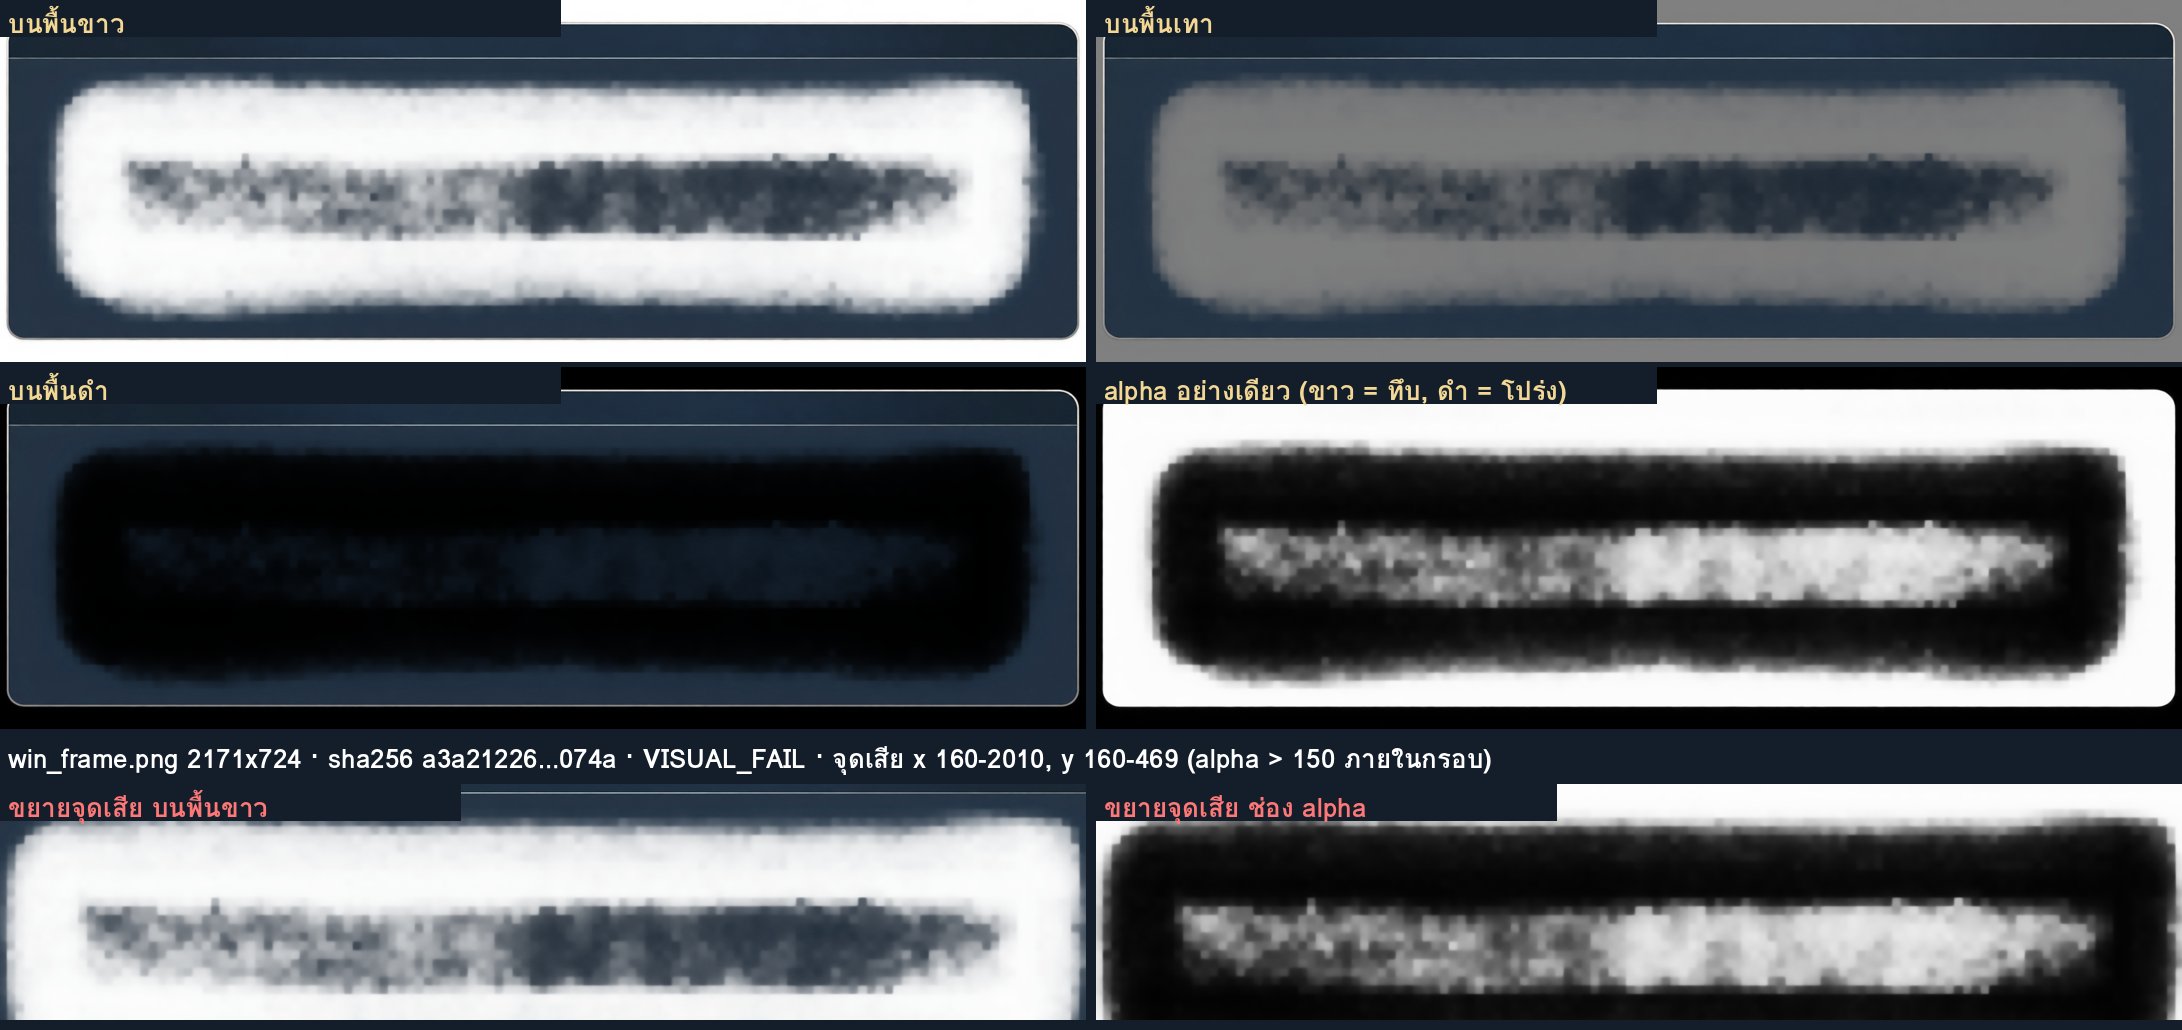 บนพื้นขาว
บนพื้นเทา
บนพื้นดำ
alpha อย่างเดียว (ขาว = ทึบ, ดำ = โปร่ง)
win_frame.png 2171x724 · sha256 a3a21226...074a · VISUAL_FAIL · จุดเสีย x 160-2010, y 160-469 (alpha > 150 ภายในกรอบ)
ขยายจุดเสีย บนพื้นขาว
ขยายจุดเสีย ช่อง alpha